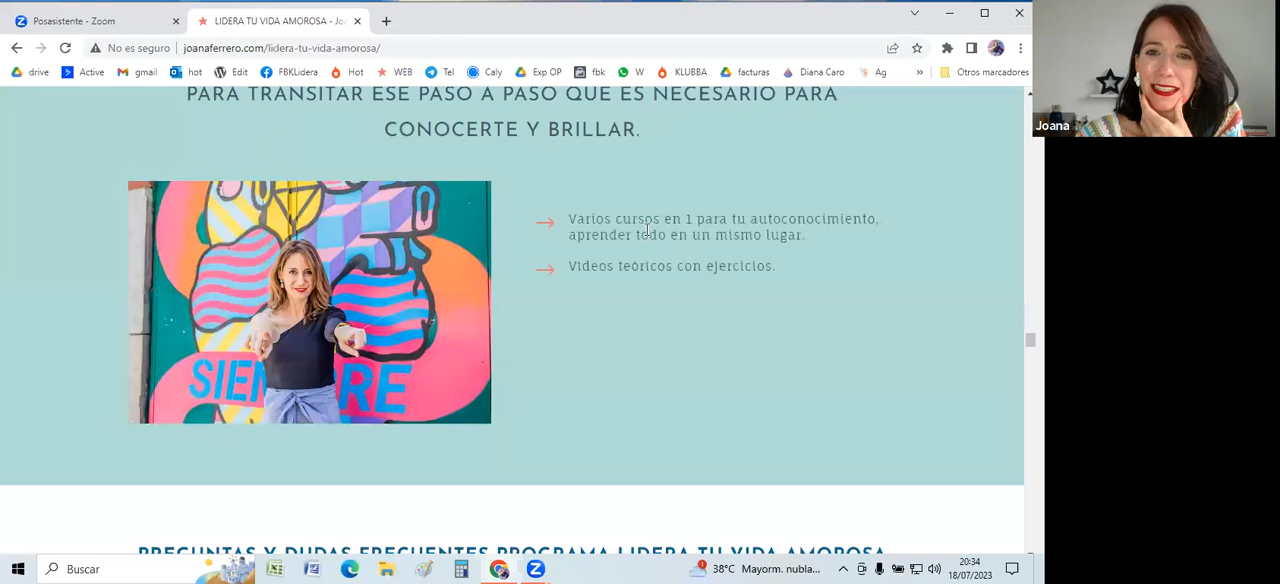 Posasistente - Zoom
LIDERA TU VIDA AMOROSA - Jo
No es seguro
joanaferrero.com/lidera-tu-vida-amorosa/
drive
Active
gmail
hot
Edit
FBKLidera
Hot
WEB
Tel
Caly
Exp OP
fbk
W
KLUBBA
facturas
Diana Caro
Ag
»
Otros marcadores
Joana
PARA TRANSITAR ESE PASO A PASO QUE ES NECESARIO PARA
CONOCERTE Y BRILLAR.
Varios cursos en 1 para tu autoconocimiento,
aprender todo en un mismo lugar.
Videos teóricos con ejercicios.
PREGUNTAS Y DUDAS FRECUENTES PROGRAMA LIDERA TU VIDA AMOROSA
Buscar
38°C Mayorm. nubla...
20:34
18/07/2023